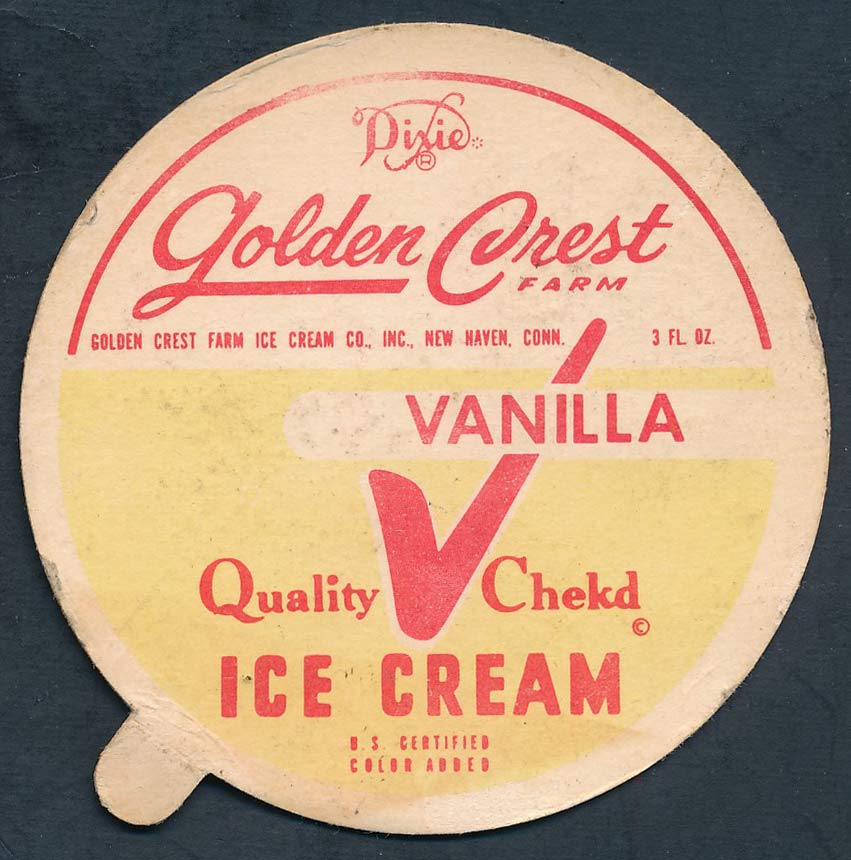 Dixie®
Golden Crest
FARM
GOLDEN CREST FARM ICE CREAM CO., INC., NEW HAVEN, CONN. 3 FL. OZ.
VANILLA
Quality Chekd
©
ICE CREAM
U.S. CERTIFIED
COLOR ADDED